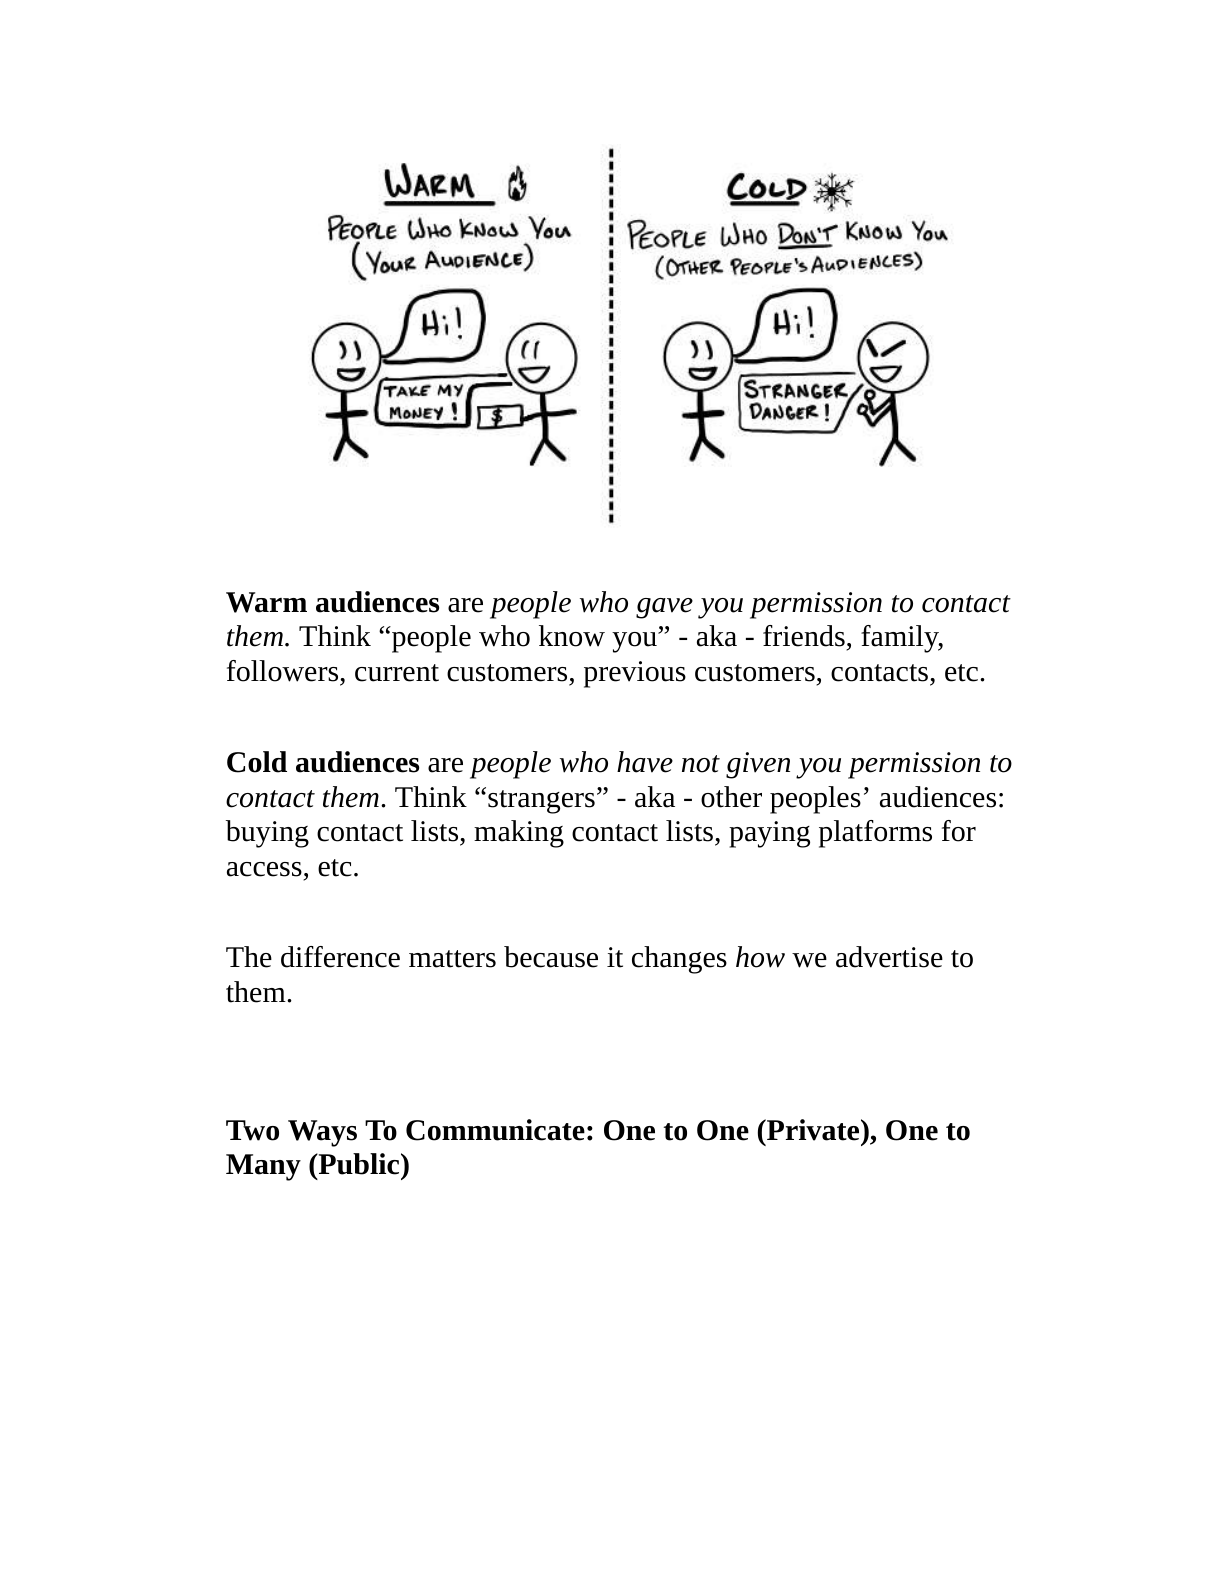 WARM
PEOPLE WHO KNOW YOU
(YOUR AUDIENCE)
Hi!
TAKE MY
MONEY!
$
COLD
PEOPLE WHO DON'T KNOW YOU
(OTHER PEOPLE'S AUDIENCES)
Hi!
STRANGER
DANGER!
Warm audiences are people who gave you permission to contact
them. Think “people who know you” - aka - friends, family,
followers, current customers, previous customers, contacts, etc.
Cold audiences are people who have not given you permission to
contact them. Think “strangers” - aka - other peoples’ audiences:
buying contact lists, making contact lists, paying platforms for
access, etc.
The difference matters because it changes how we advertise to
them.
Two Ways To Communicate: One to One (Private), One to
Many (Public)